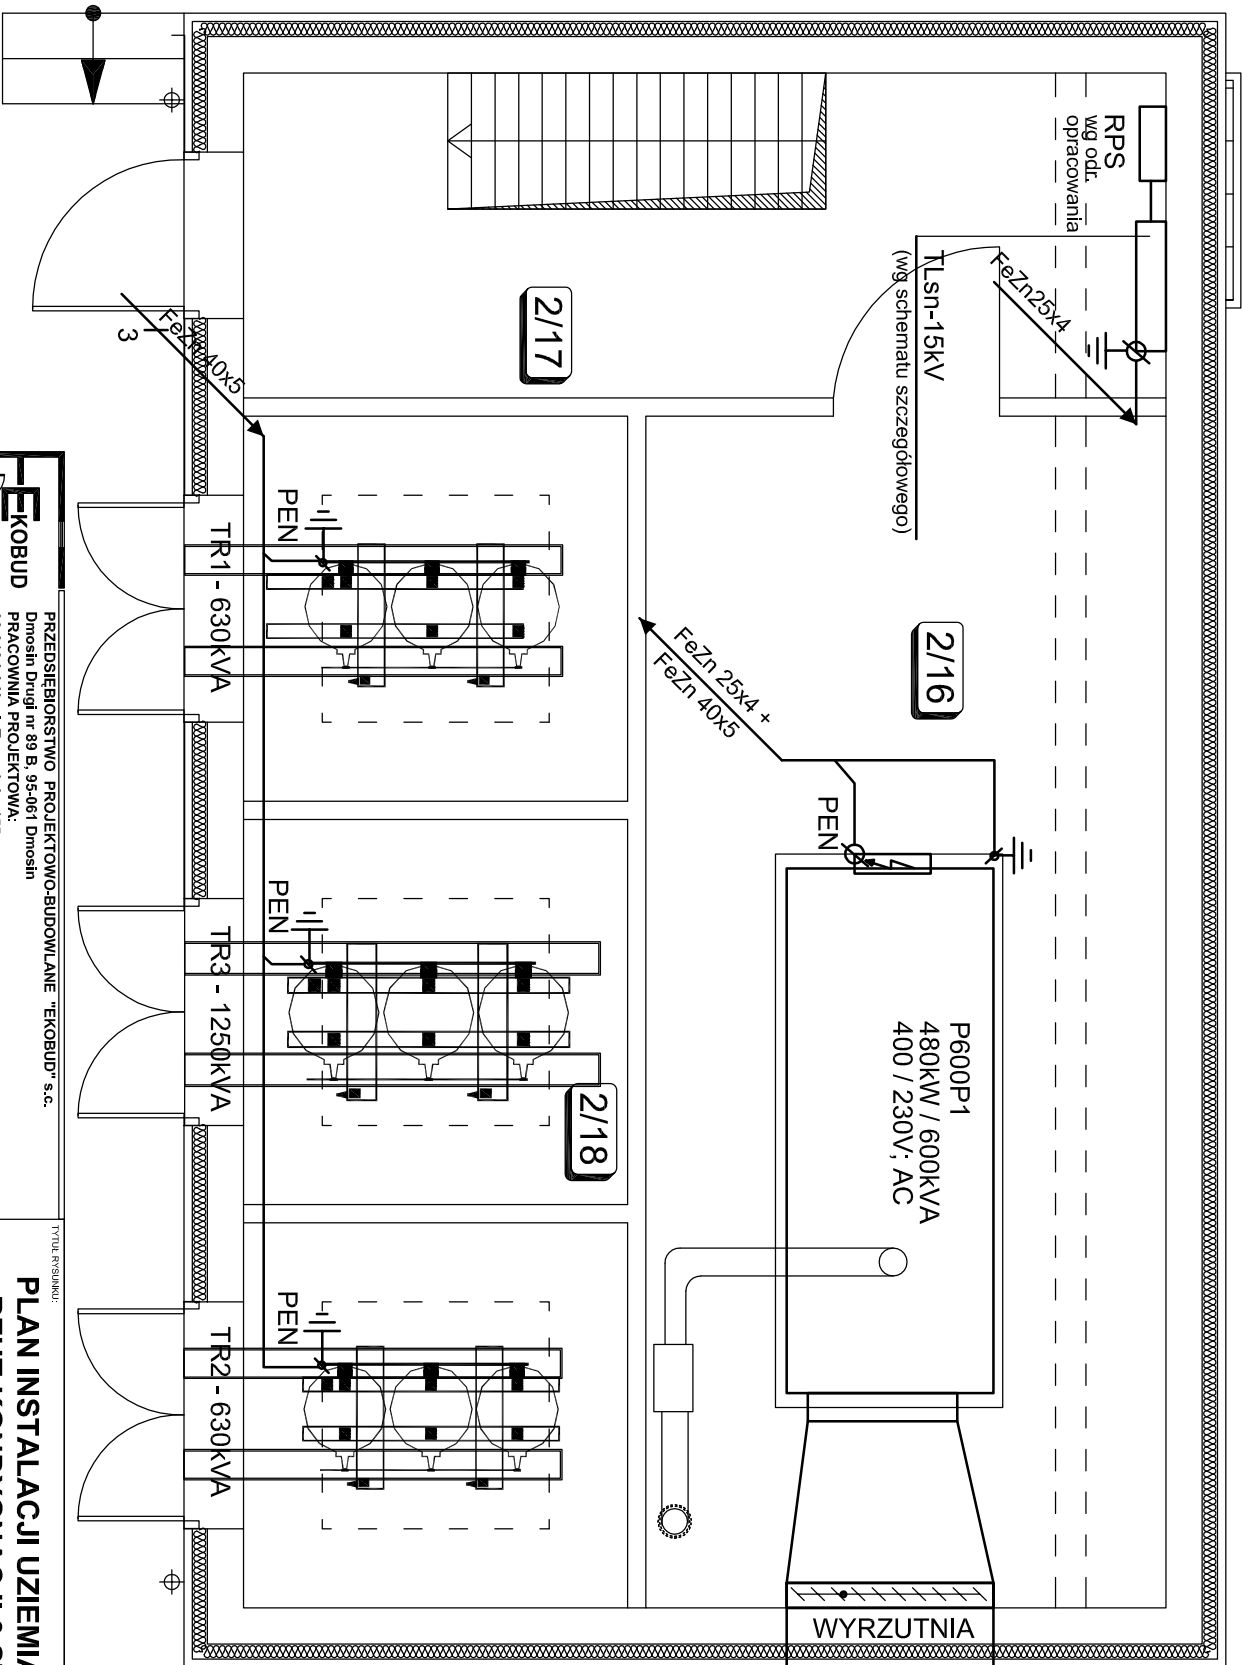 RPS
wg odr.
opracowania
TLsn-15kV
(wg schematu szczegółowego)
FeZn25x4
2/17
2/16
FeZn 40x5
3
FeZn 25x4 +
FeZn 40x5
PEN
P600P1
480kW / 600kVA
400 / 230V; AC
PEN
TR1 - 630kVA
PEN
TR3 - 1250kVA
2/18
PEN
TR2 - 630kVA
WYRZUTNIA
EKOBUD
PRZEDSIĘBIORSTWO PROJEKTOWO-BUDOWLANE "EKOBUD" s.c.
Dmosin Drugi nr 89 B, 95-061 Dmosin
PRACOWNIA PROJEKTOWA:
TYTUŁ RYSUNKU:
PLAN INSTALACJI UZIEMIA